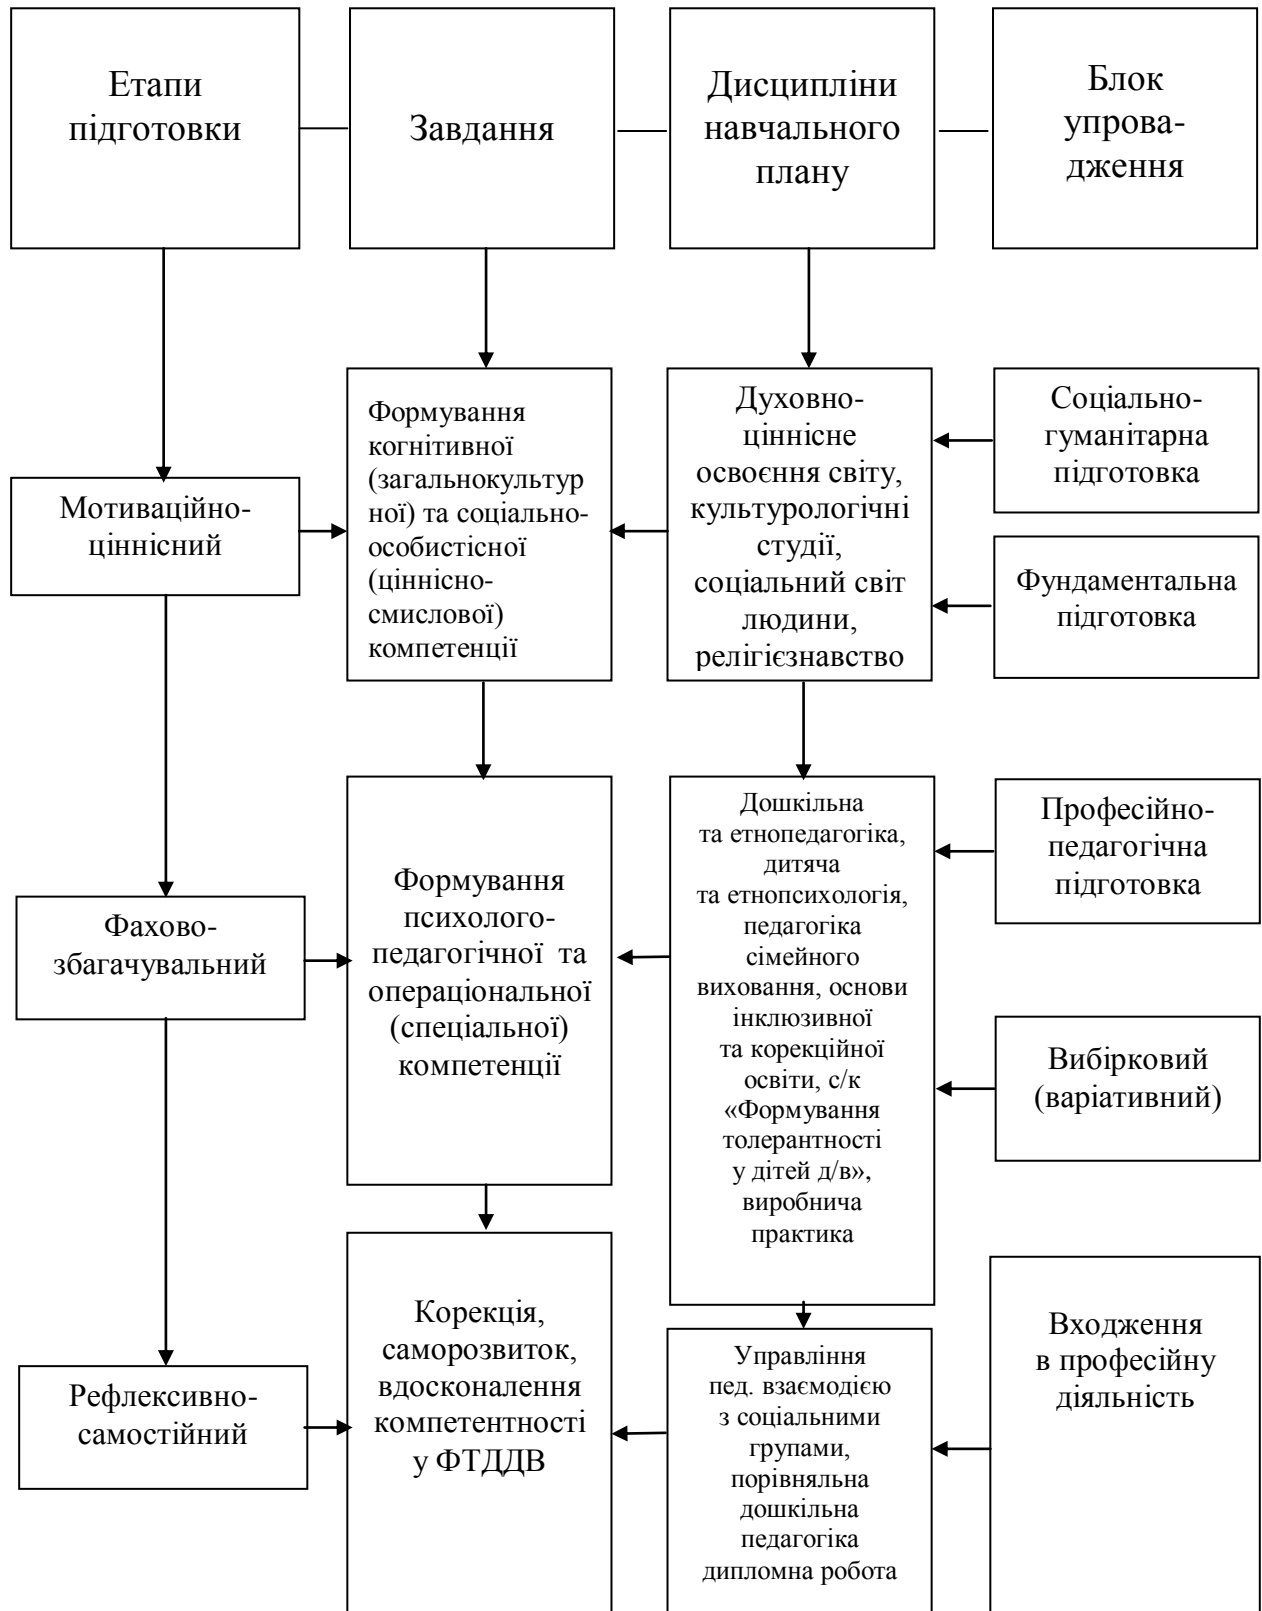 Етапи
підготовки
Завдання
Дисципліни
навчального
плану
Блок
упрова-
дження
Мотиваційно-
ціннісний
Формування
когнітивної
(загальнокультур
ної) та соціально-
особистісної
(ціннісно-
смислової)
компетенції
Духовно-
ціннісне
освоєння світу,
культурологічні
студії,
соціальний світ
людини,
релігієзнавство
Соціально-
гуманітарна
підготовка
Фундаментальна
підготовка
Фахово-
збагачувальний
Формування
психолого-
педагогічної та
операціональної
(спеціальної)
компетенції
Дошкільна
та етнопедагогіка,
дитяча
та етнопсихологія,
педагогіка
сімейного
виховання, основи
інклюзивної
та корекційної
освіти, с/к
«Формування
толерантності
у дітей д/в»,
виробнича
практика
Професійно-
педагогічна
підготовка
Вибірковий
(варіативний)
Рефлексивно-
самостійний
Корекція,
саморозвиток,
вдосконалення
компетентності
у ФТДДВ
Управління
пед. взаємодією
з соціальними
групами,
порівняльна
дошкільна
педагогіка
дипломна робота
Входження
в професійну
діяльність